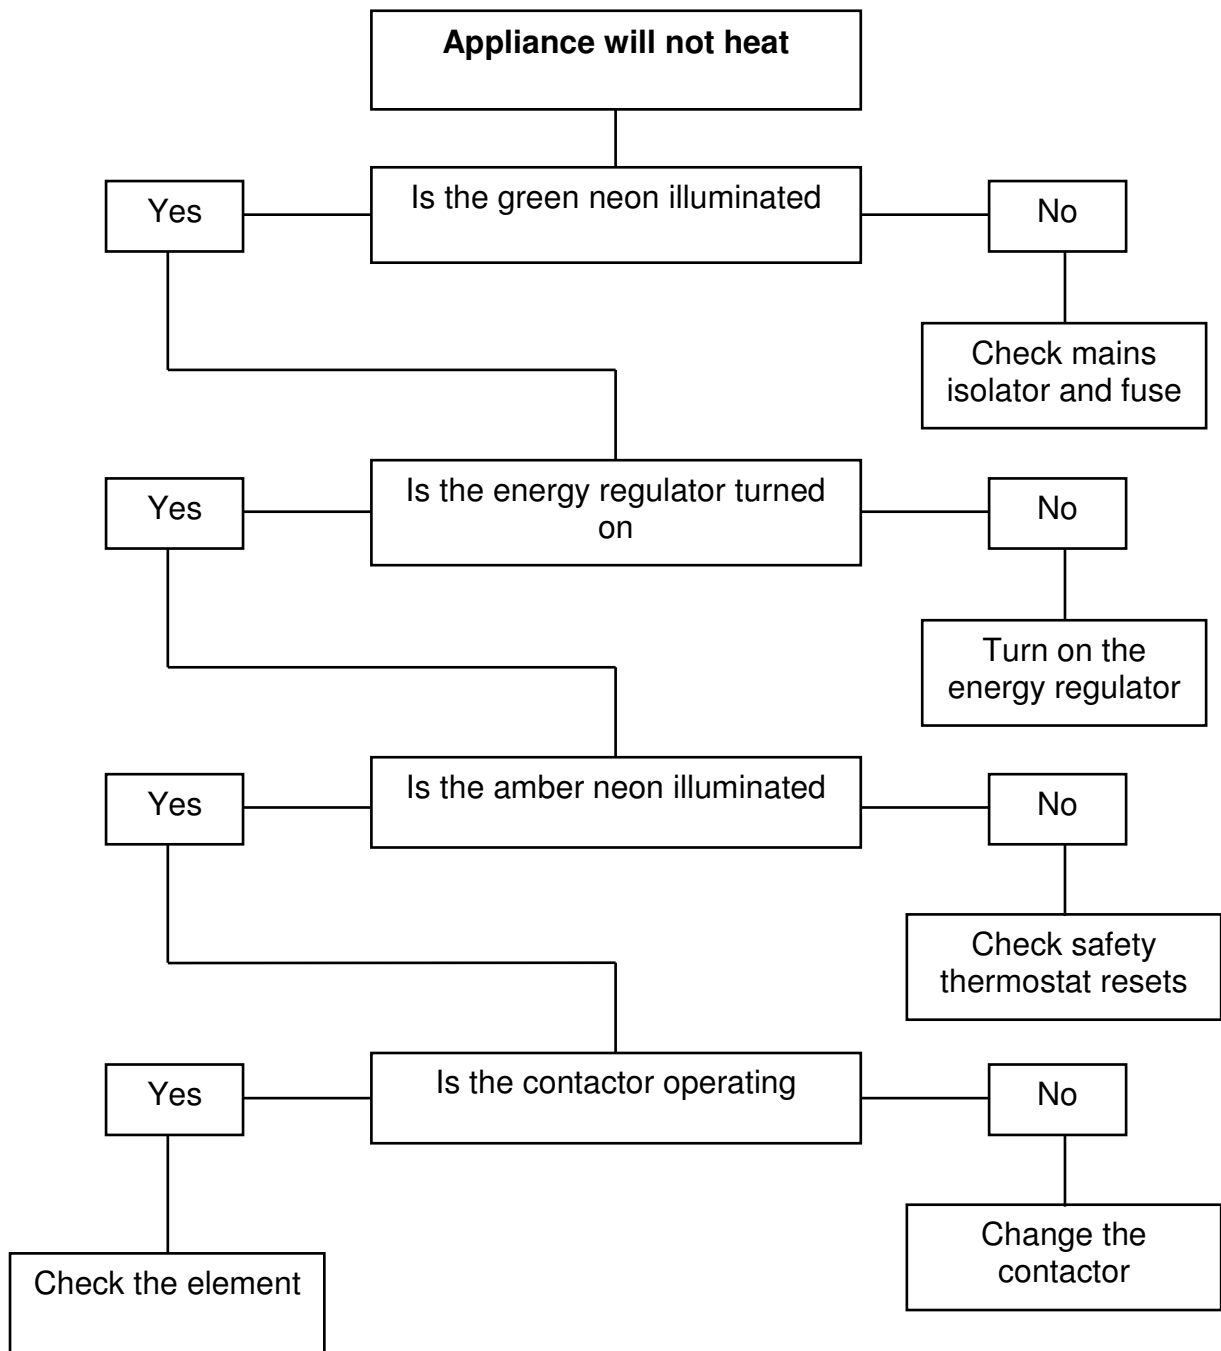 Appliance will not heat
Yes
Is the green neon illuminated
No
Check mains
isolator and fuse
Yes
Is the energy regulator turned
on
No
Turn on the
energy regulator
Yes
Is the amber neon illuminated
No
Check safety
thermostat resets
Yes
Is the contactor operating
No
Change the
contactor
Check the element